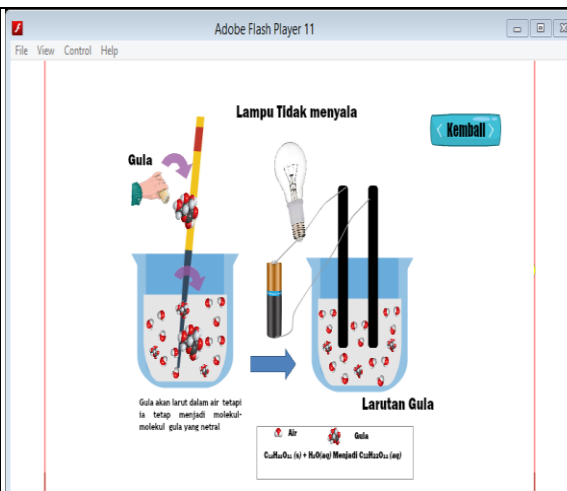 Adobe Flash Player 11
File View Control Help
Lampu Tidak menyala
Kembali
Gula
Gula akan larut dalam air tetapi
ia tetap menjadi molekul-
molekul gula yang netral
Larutan Gula
Air Gula
C₁₂H₂₂O₁₁ (s) + H₂O(aq) Menjadi C₁₂H₂₂O₁₁ (aq)